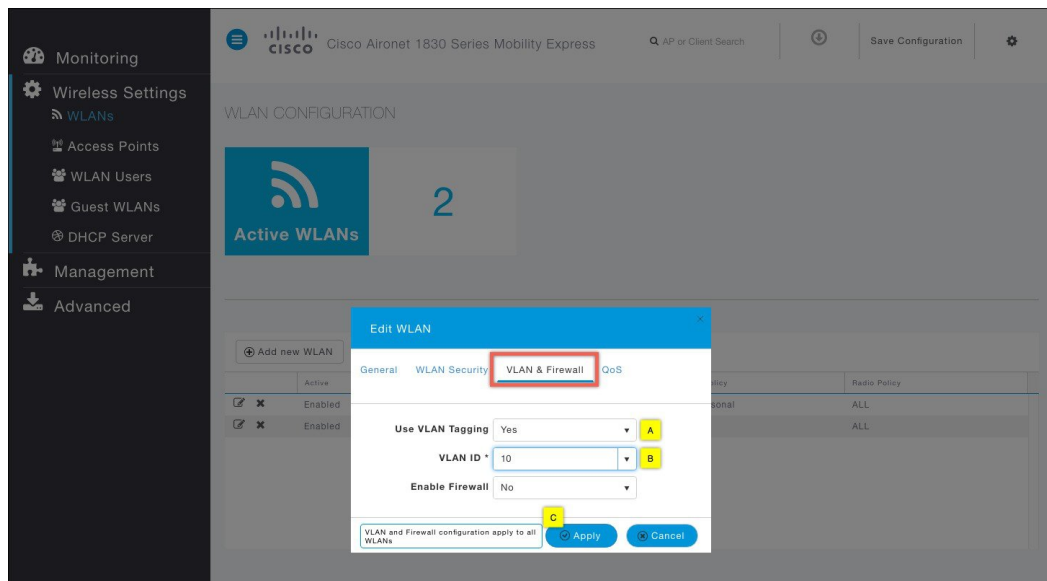 CISCO Cisco Aironet 1830 Series Mobility Express
AP or Client Search
Save Configuration
Monitoring
Wireless Settings
WLANs
Access Points
WLAN Users
Guest WLANs
DHCP Server
Management
Advanced
WLAN CONFIGURATION
Active WLANs
2
Add new WLAN
Active
Radio Policy
Enabled
sonal
ALL
Enabled
ALL
Edit WLAN
General WLAN Security VLAN & Firewall QoS
Use VLAN Tagging Yes A
VLAN ID * 10 B
Enable Firewall No
C
VLAN and Firewall configuration apply to all
WLANs
Apply
Cancel